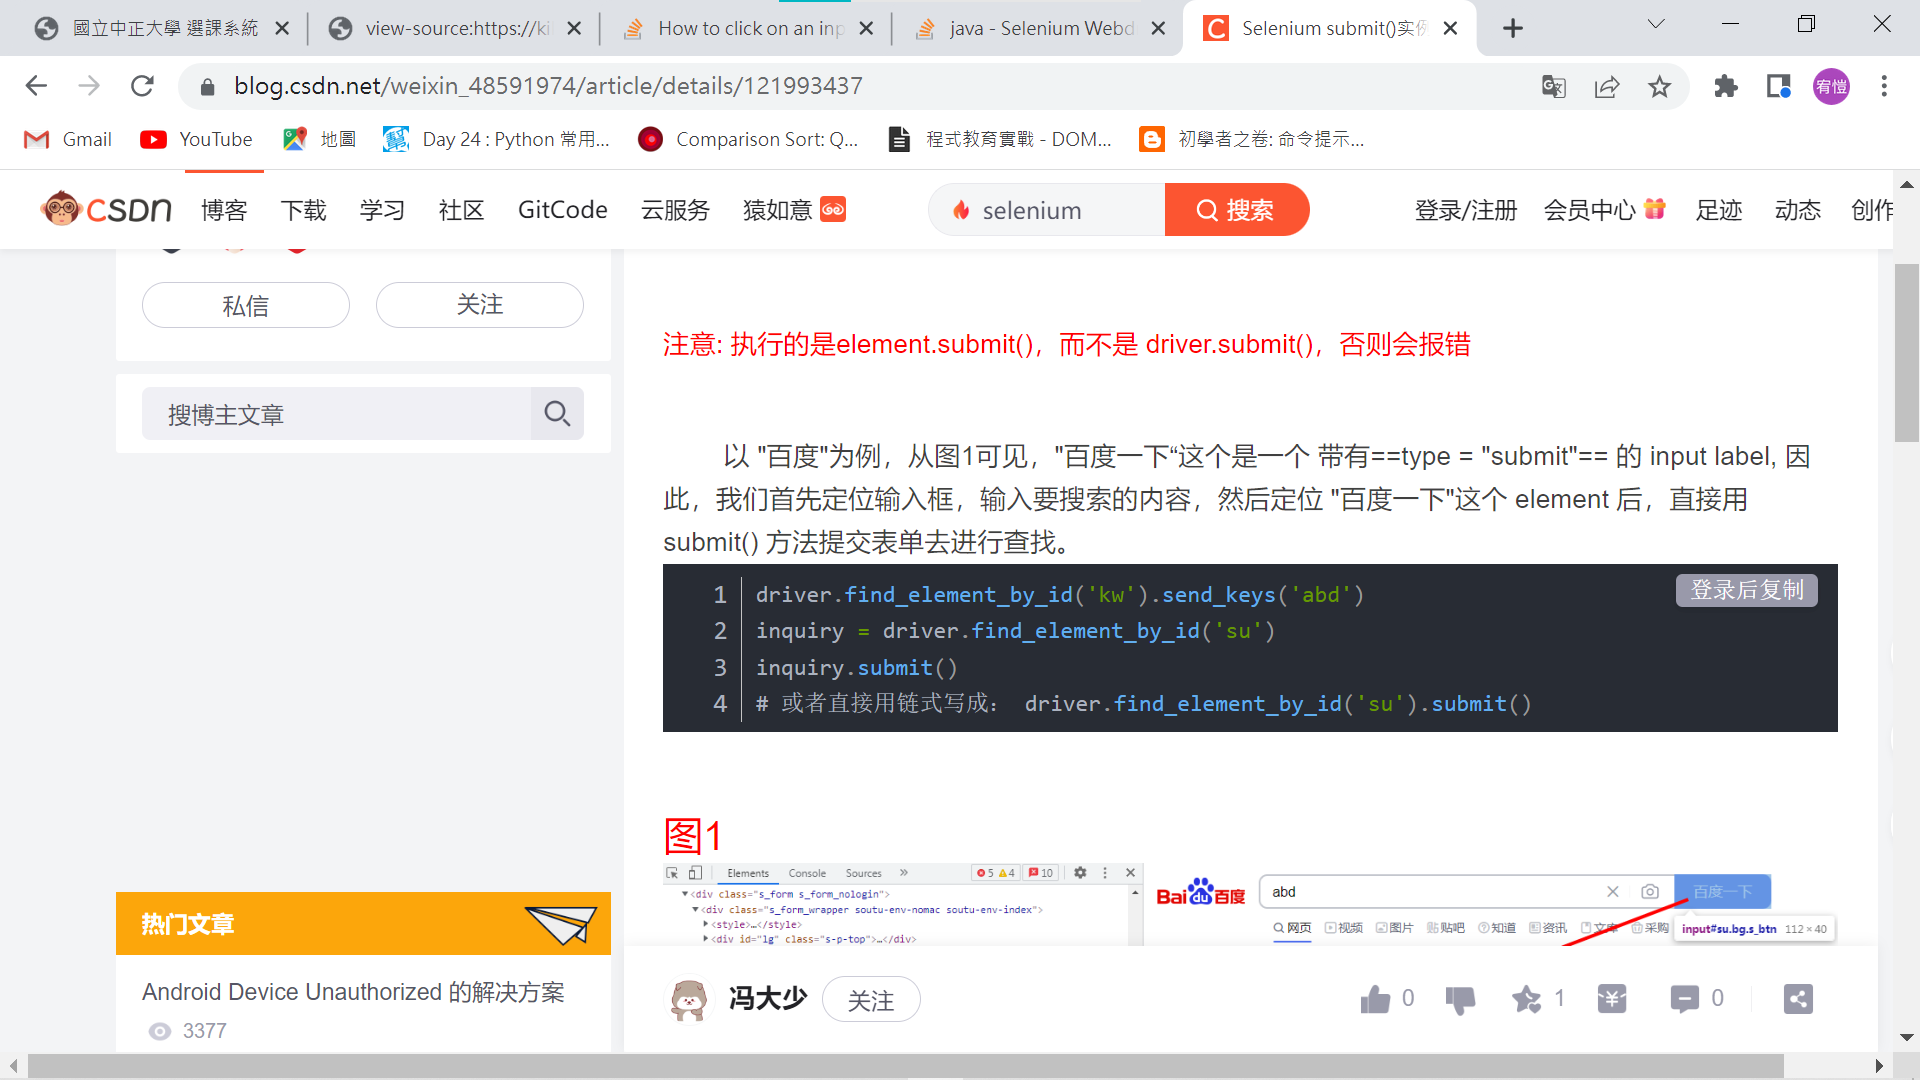 國立中正大學 選課系統
view-source:https://ki
How to click on an inp
java - Selenium Webd
Selenium submit()实例
blog.csdn.net/weixin_48591974/article/details/121993437
宥愷
Gmail
YouTube
地圖
Day 24 : Python 常用...
Comparison Sort: Q...
程式教育實戰 - DOM...
初學者之卷: 命令提示...
CSDN
博客
下载
学习
社区
GitCode
云服务
猿如意
selenium
搜索
登录/注册
会员中心
足迹
动态
创作
私信
关注
搜博主文章
热门文章
Android Device Unauthorized 的解决方案
3377
注意: 执行的是element.submit()，而不是 driver.submit()，否则会报错
以 "百度"为例，从图1可见，"百度一下“这个是一个 带有==type = "submit"== 的 input label, 因
此，我们首先定位输入框，输入要搜索的内容，然后定位 "百度一下"这个 element 后，直接用
submit() 方法提交表单去进行查找。
登录后复制
1 driver.find_element_by_id('kw').send_keys('abd')
2 inquiry = driver.find_element_by_id('su')
3 inquiry.submit()
4 # 或者直接用链式写成： driver.find_element_by_id('su').submit()
图1
Elements Console Sources » 5 4 10
▼<div class="s_form s_form_nologin">
▼<div class="s_form_wrapper soutu-env-nomac soutu-env-index">
▶<style>…</style>
▶<div id="lg" class="s-p-top">…</div>
Bai du 百度
abd
百度一下
网页 视频 图片 贴吧 知道 资讯 文库 采购
input#su.bg.s_btn 112 × 40
冯大少
关注
0
1
0